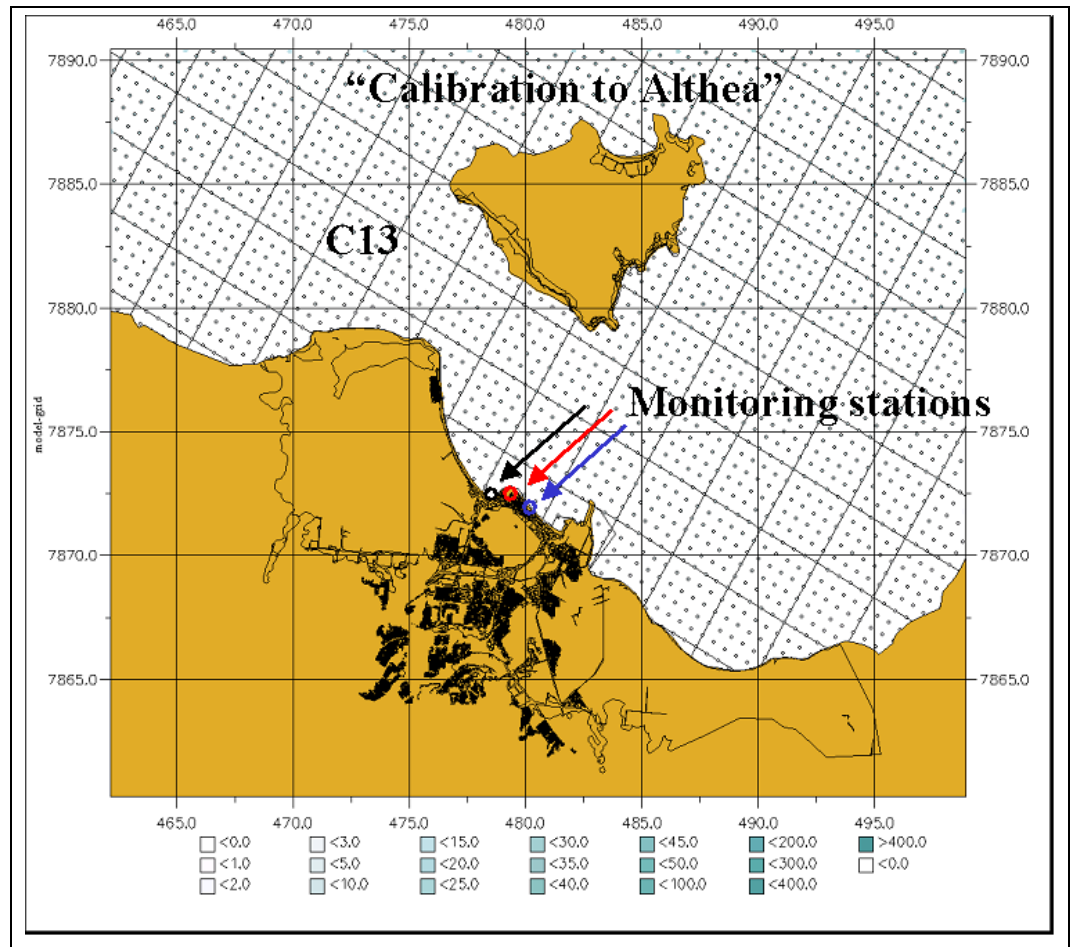 465.0 470.0 475.0 480.0 485.0 490.0 495.0
7890.0 7890.0
“Calibration to Althea”
7885.0 7885.0
C13
7880.0 7880.0
Monitoring stations
7875.0 7875.0
model-grid
7870.0 7870.0
7865.0 7865.0
465.0 470.0 475.0 480.0 485.0 490.0 495.0
<0.0 <3.0 <15.0 <30.0 <45.0 <200.0 >400.0
<1.0 <5.0 <20.0 <35.0 <50.0 <300.0 <0.0
<2.0 <10.0 <25.0 <40.0 <100.0 <400.0